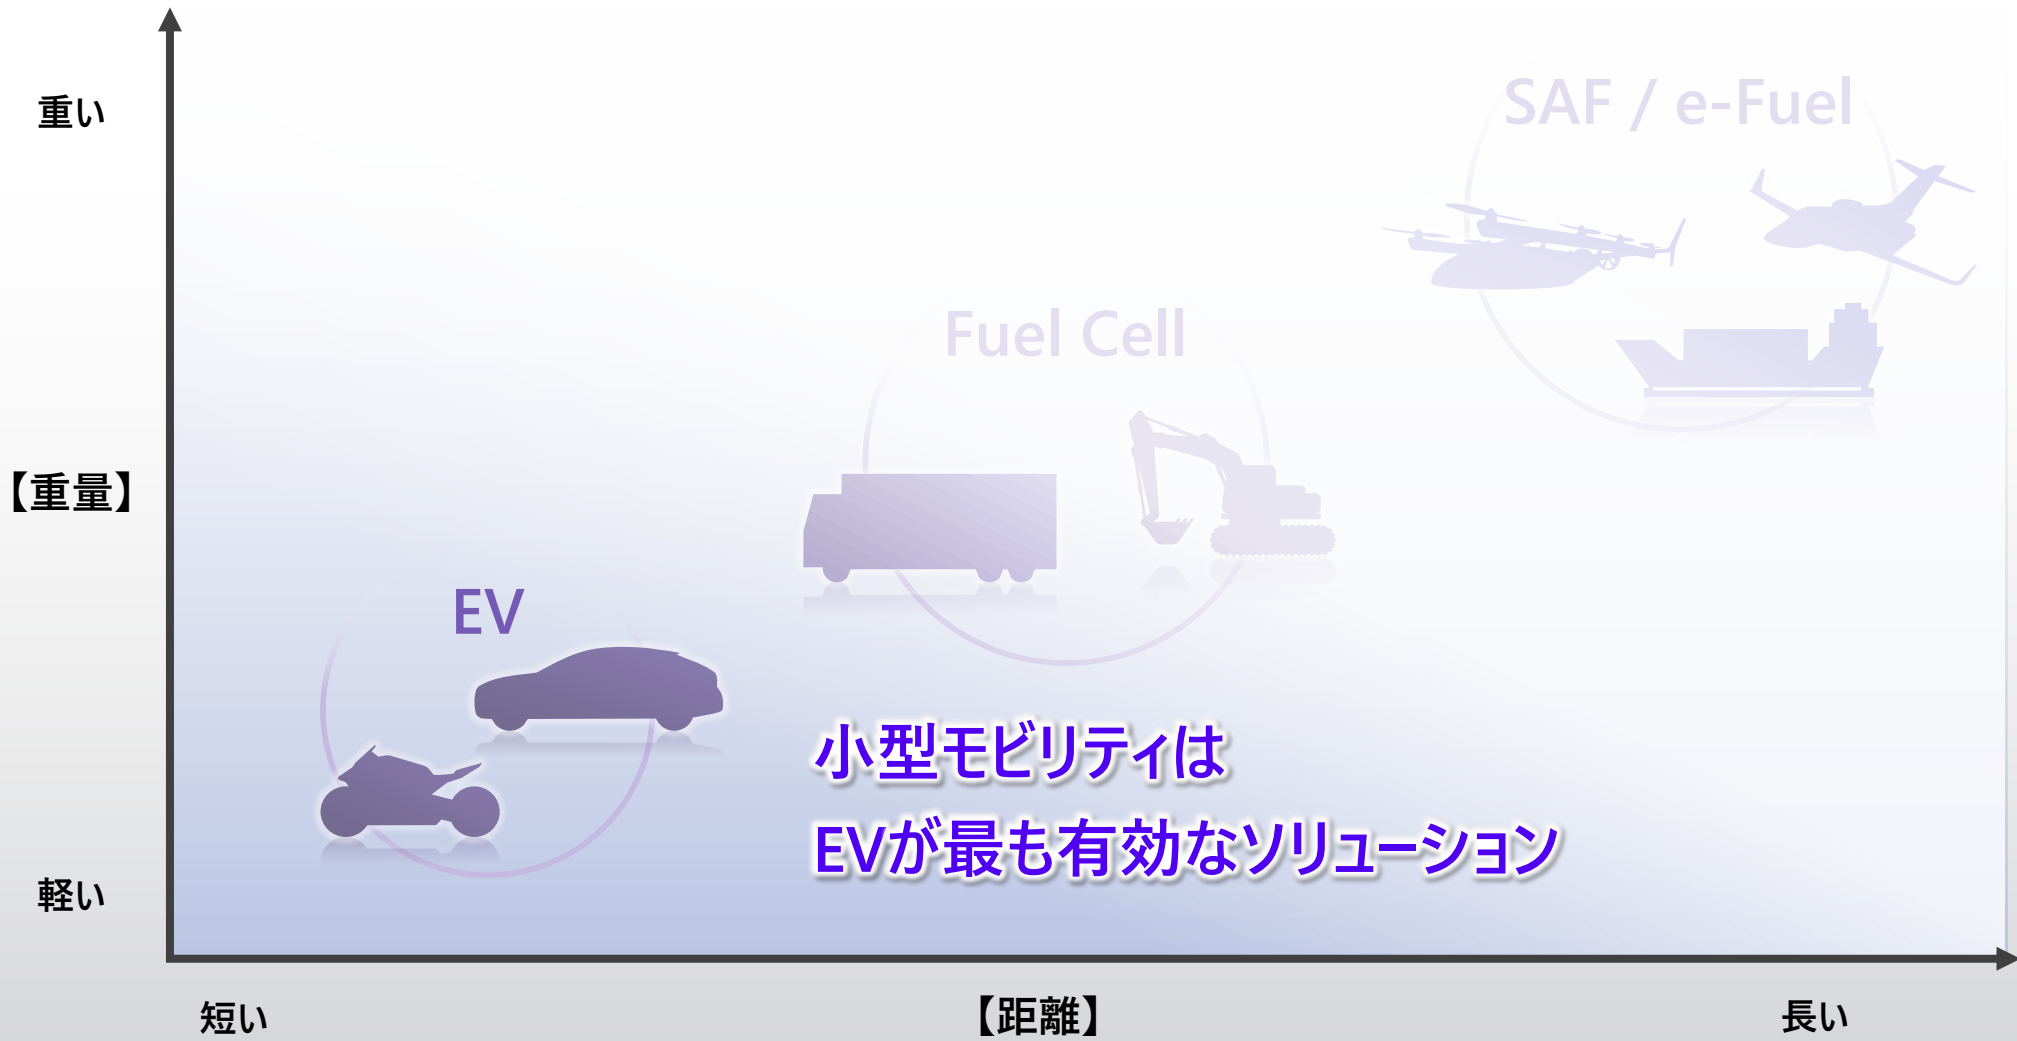 重い
SAF / e-Fuel
Fuel Cell
【重量】
EV
小型モビリティは
EVが最も有効なソリューション
軽い
短い
【距離】
長い